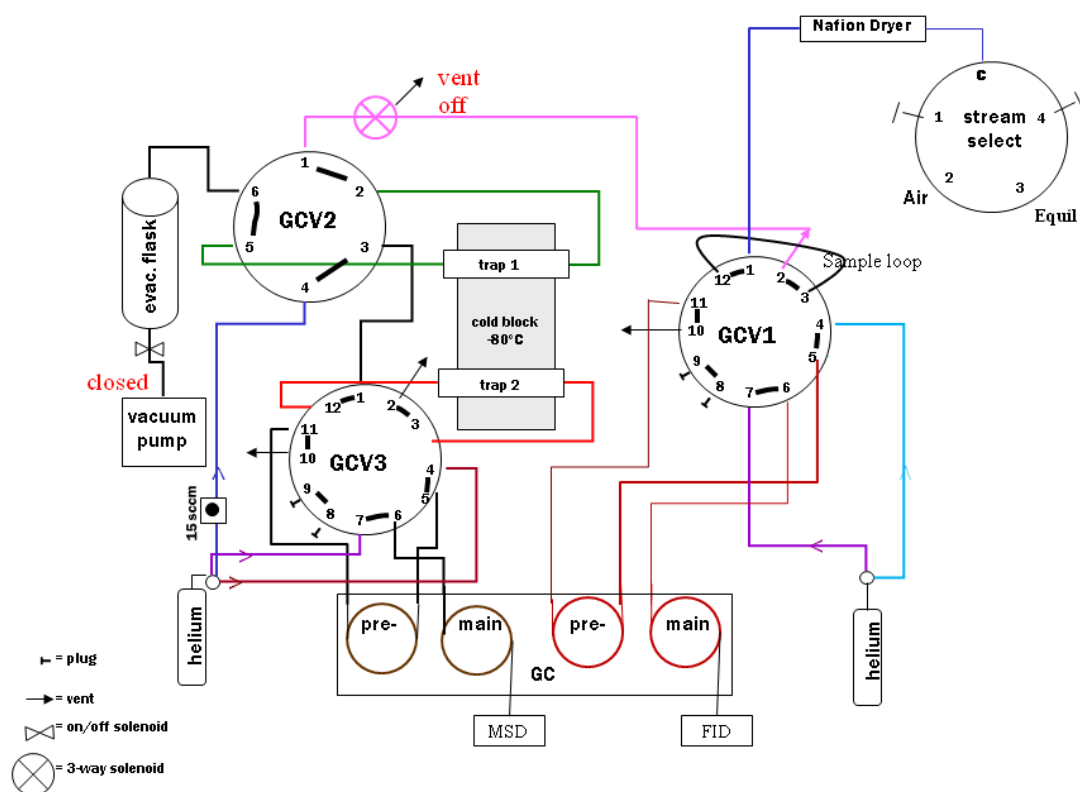 Nafion Dryer
vent
off
C
1
stream
select
4
2
3
Air
Equil
1
2
6
GCV2
5
3
4
evac. flask
trap 1
cold block
-80°C
trap 2
Sample loop
12
1
2
3
11
10
GCV1
4
5
9
8
7
6
closed
vacuum
pump
12
1
2
3
11
10
GCV3
4
5
9
8
7
6
15 sccm
helium
pre-
main
pre-
main
GC
helium
MSD
FID
= plug
= vent
= on/off solenoid
= 3-way solenoid